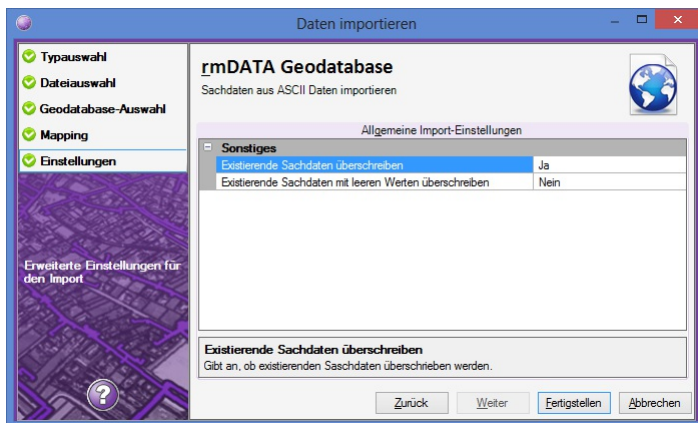 Daten importieren
Typauswahl
Dateiauswahl
Geodatabase-Auswahl
Mapping
Einstellungen
Erweiterte Einstellungen für
den Import
?
rmDATA Geodatabase
Sachdaten aus ASCII Daten importieren
Allgemeine Import-Einstellungen
Sonstiges
Existierende Sachdaten überschreiben Ja
Existierende Sachdaten mit leeren Werten überschreiben Nein
Existierende Sachdaten überschreiben
Gibt an, ob existierenden Saschdaten überschrieben werden.
Zurück Weiter Fertigstellen Abbrechen